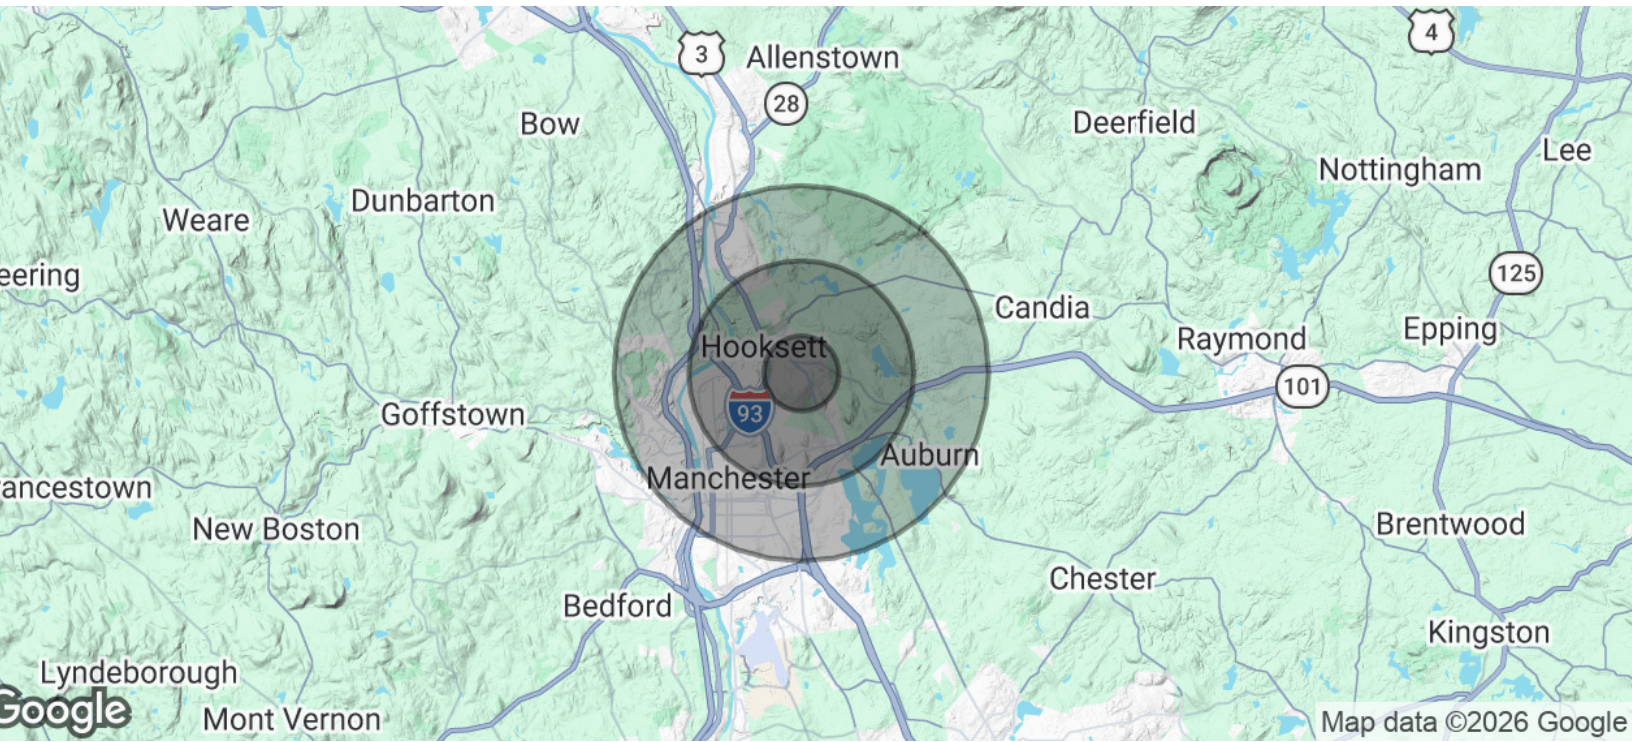 4
3
Allenstown
28
Bow
Deerfield
Lee
Nottingham
Dunbarton
Weare
eering
125
Candia
Epping
Raymond
Hooksett
101
93
Goffstown
Auburn
Manchester
rancestown
Brentwood
New Boston
Chester
Bedford
Kingston
Lyndeborough
Google
Mont Vernon
Map data ©2026 Google